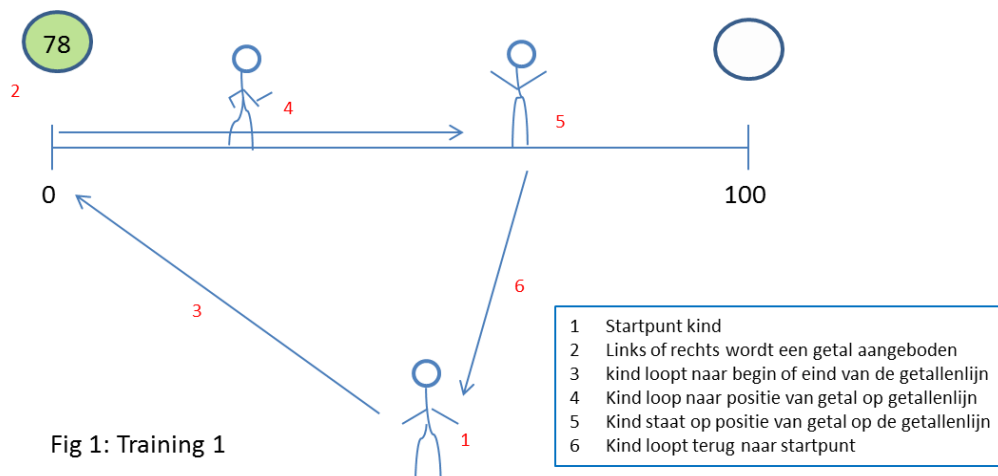 78
2
4
5
0
100
3
6
1 Startpunt kind
2 Links of rechts wordt een getal aangeboden
3 kind loopt naar begin of eind van de getallenlijn
4 Kind loop naar positie van getal op getallenlijn
5 Kind staat op positie van getal op de getallenlijn
6 Kind loopt terug naar startpunt
1
Fig 1: Training 1